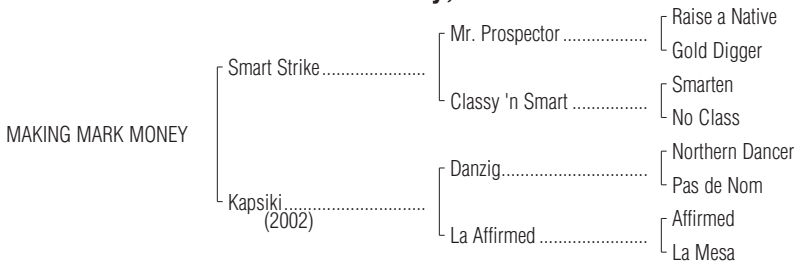 Mr. Prospector
Raise a Native
Gold Digger
Smart Strike
Classy 'n Smart
Smarten
No Class
MAKING MARK MONEY
Danzig
Northern Dancer
Pas de Nom
Kapsiki
(2002)
La Affirmed
Affirmed
La Mesa